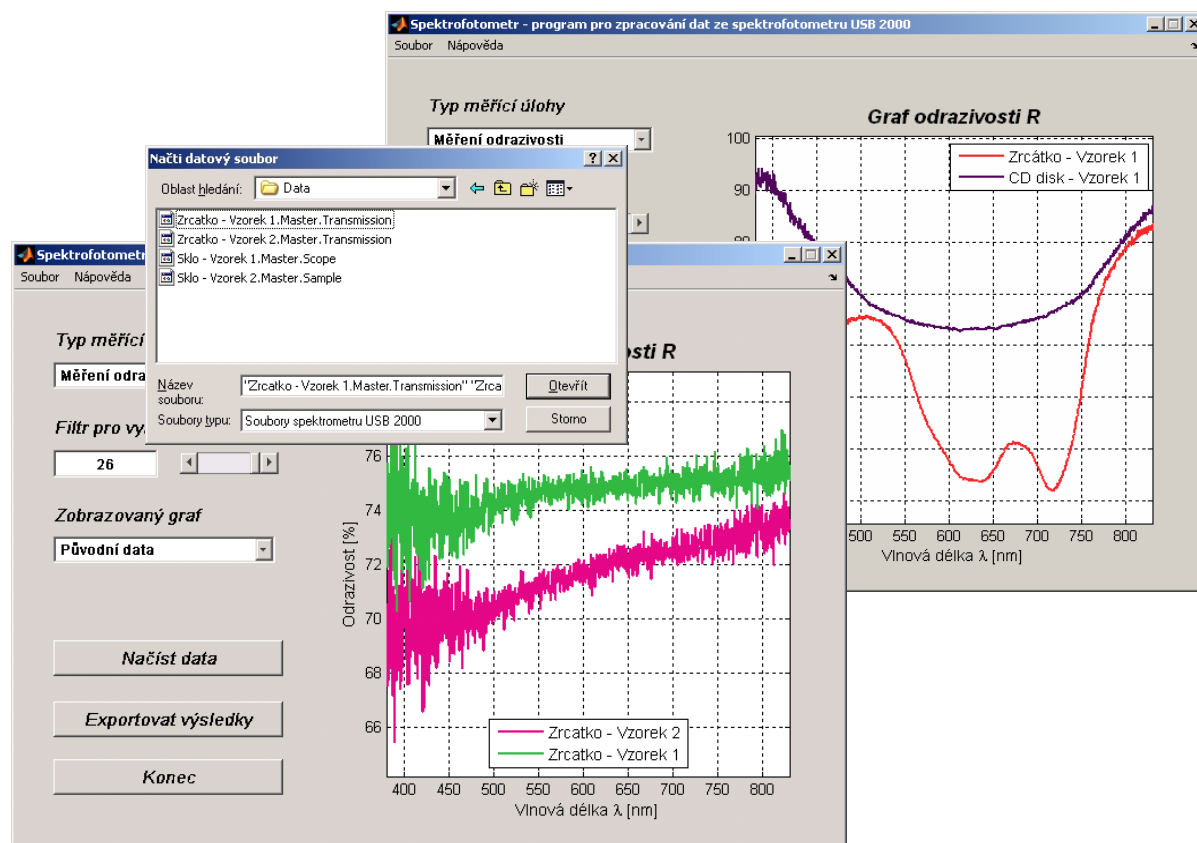 Spektrofotometr - program pro zpracování dat ze spektrofotometru USB 2000
Soubor Nápověda
Typ měřící úlohy
Měření odrazivosti
Graf odrazivosti R
100
90
Zrcátko - Vzorek 1
CD disk - Vzorek 1
500 550 600 650 700 750 800
Vlnová délka λ [nm]
Načti datový soubor
Oblast hledání: Data
Zrcatko - Vzorek 1.Master.Transmission
Zrcatko - Vzorek 2.Master.Transmission
Sklo - Vzorek 1.Master.Scope
Sklo - Vzorek 2.Master.Sample
Název souboru: "Zrcatko - Vzorek 1.Master.Transmission" "Zrca
Otevřít
Soubory typu: Soubory spektrometru USB 2000
Storno
Spektrofotometr
Soubor Nápověda
Typ měřící
Měření odra
Filtr pro
26
Zobrazovaný graf
Původní data
Načíst data
Exportovat výsledky
Konec
sti R
76
74
72
70
68
66
Odrazivost [%]
Zrcatko - Vzorek 2
Zrcatko - Vzorek 1
400 450 500 550 600 650 700 750 800
Vlnová délka λ [nm]